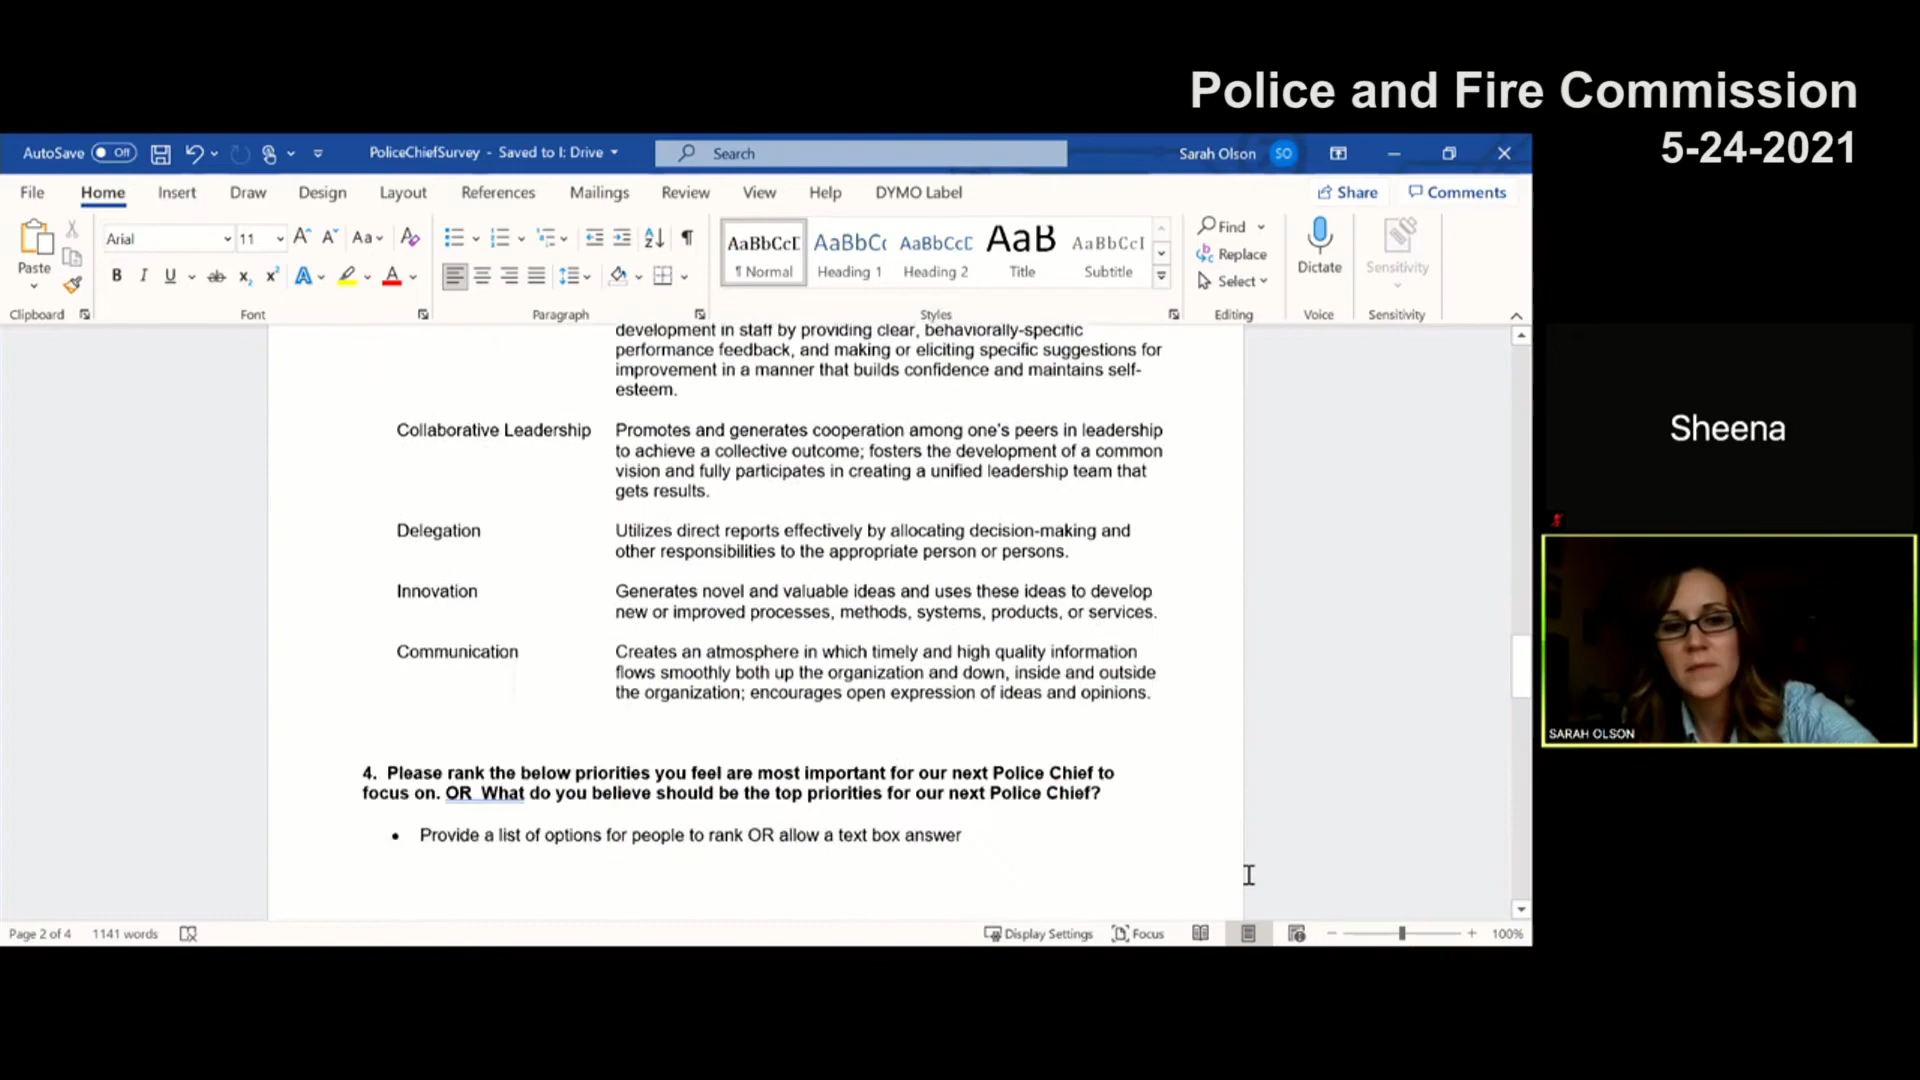 Police and Fire Commission
5-24-2021
AutoSave Off PoliceChiefSurvey - Saved to I: Drive Search Sarah Olson SO
File Home Insert Draw Design Layout References Mailings Review View Help DYMO Label Share Comments
Paste
Clipboard
Arial 11 Aa
B I U ab x₂ x² A A
Font
Paragraph
AaBbCcI AaBbCc AaBbCcD AaB AaBbCcI
¶ Normal Heading 1 Heading 2 Title Subtitle
Styles
Find
Replace
Select
Editing
Dictate
Voice
Sensitivity
Sensitivity
development in staff by providing clear, behaviorally-specific
performance feedback, and making or eliciting specific suggestions for
improvement in a manner that builds confidence and maintains self-
esteem.
Collaborative Leadership Promotes and generates cooperation among one's peers in leadership
to achieve a collective outcome; fosters the development of a common
vision and fully participates in creating a unified leadership team that
gets results.
Delegation Utilizes direct reports effectively by allocating decision-making and
other responsibilities to the appropriate person or persons.
Innovation Generates novel and valuable ideas and uses these ideas to develop
new or improved processes, methods, systems, products, or services.
Communication Creates an atmosphere in which timely and high quality information
flows smoothly both up the organization and down, inside and outside
the organization; encourages open expression of ideas and opinions.
4. Please rank the below priorities you feel are most important for our next Police Chief to
focus on. OR What do you believe should be the top priorities for our next Police Chief?
• Provide a list of options for people to rank OR allow a text box answer
Page 2 of 4 1141 words Display Settings Focus 100%
Sheena
SARAH OLSON